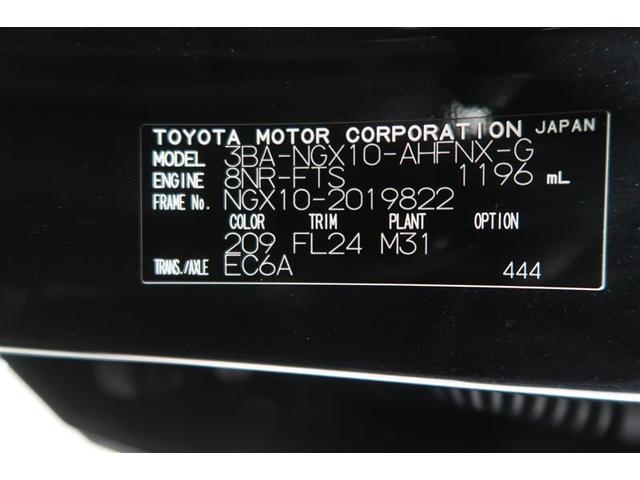 TOYOTA MOTOR CORPORATION JAPAN
MODEL 3BA-NGX10-AHFNX-G
ENGINE 8NR-FTS 1196 mL
FRAME No. NGX10-2019822
COLOR TRIM PLANT OPTION
209 FL24 M31
TRANS./AXLE EC6A 444